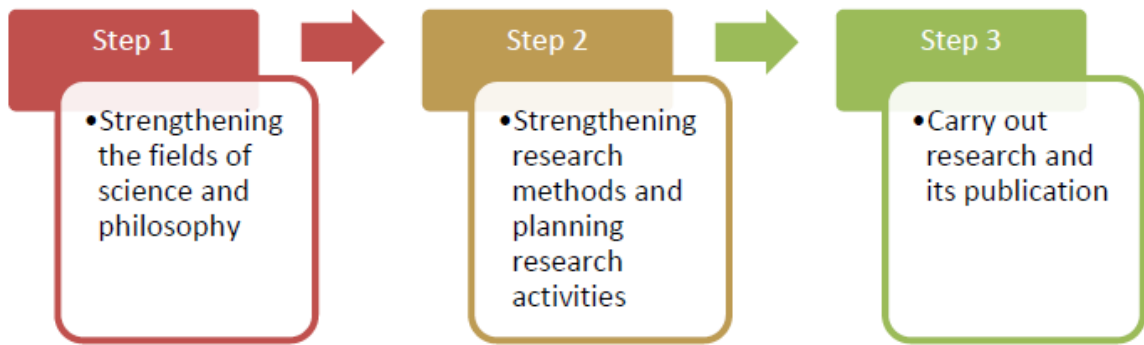 Step 1
•Strengthening
the fields of
science and
philosophy
Step 2
•Strengthening
research
methods and
planning
research
activities
Step 3
•Carry out
research and
its publication